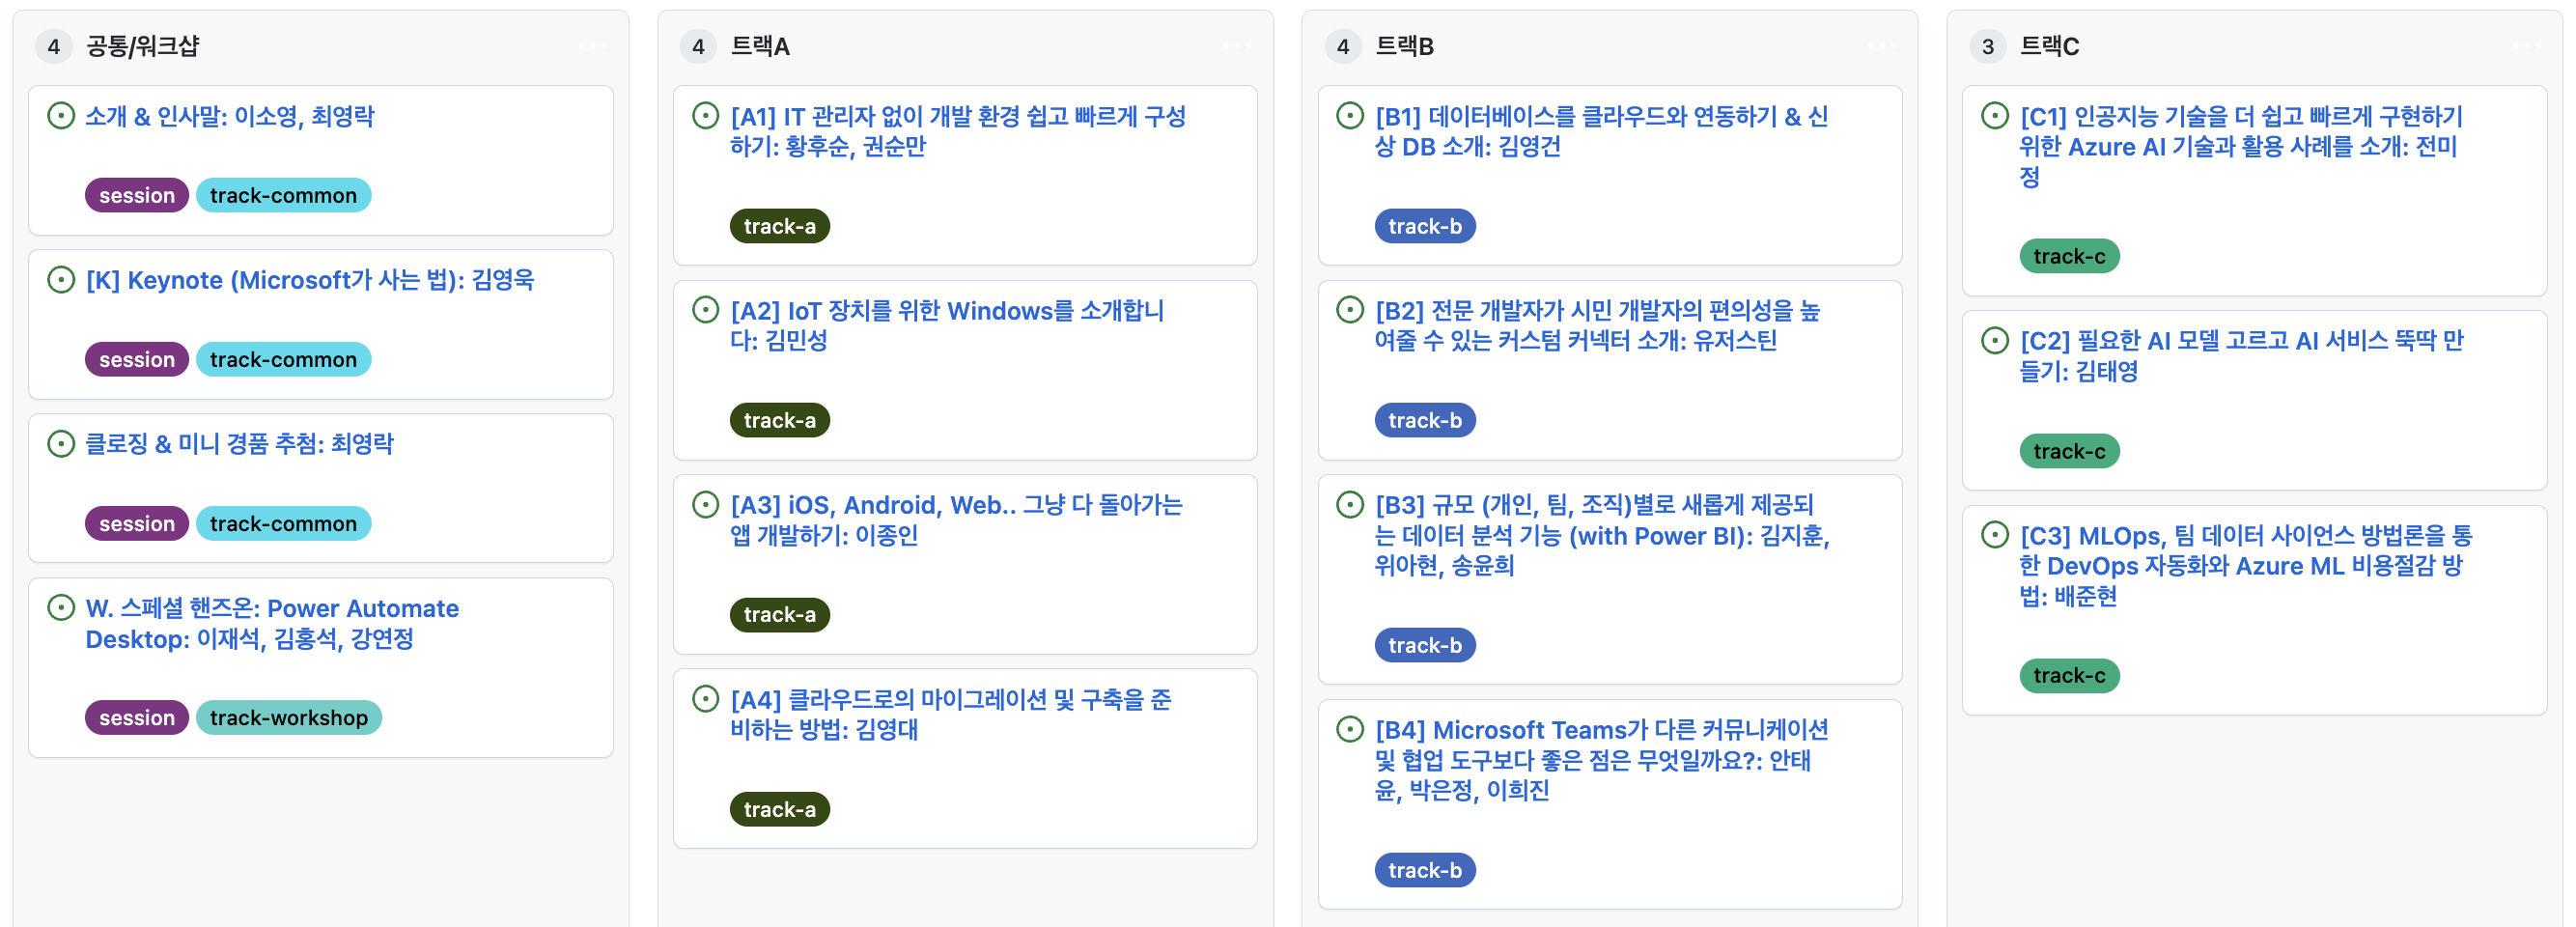 4 공통/워크샵
소개 & 인사말: 이소영, 최영락
session track-common
[K] Keynote (Microsoft가 사는 법): 김영욱
session track-common
클로징 & 미니 경품 추첨: 최영락
session track-common
W. 스페셜 핸즈온: Power Automate
Desktop: 이재석, 김홍석, 강연정
session track-workshop
4 트랙A
[A1] IT 관리자 없이 개발 환경 쉽고 빠르게 구성
하기: 황후순, 권순만
track-a
[A2] IoT 장치를 위한 Windows를 소개합니
다: 김민성
track-a
[A3] iOS, Android, Web.. 그냥 다 돌아가는
앱 개발하기: 이종인
track-a
[A4] 클라우드로의 마이그레이션 및 구축을 준
비하는 방법: 김영대
track-a
4 트랙B
[B1] 데이터베이스를 클라우드와 연동하기 & 신
상 DB 소개: 김영건
track-b
[B2] 전문 개발자가 시민 개발자의 편의성을 높
여줄 수 있는 커스텀 커넥터 소개: 유저스틴
track-b
[B3] 규모 (개인, 팀, 조직)별로 새롭게 제공되
는 데이터 분석 기능 (with Power BI): 김지훈,
위아현, 송윤희
track-b
[B4] Microsoft Teams가 다른 커뮤니케이션
및 협업 도구보다 좋은 점은 무엇일까요?: 안태
윤, 박은정, 이희진
track-b
3 트랙C
[C1] 인공지능 기술을 더 쉽고 빠르게 구현하기
위한 Azure AI 기술과 활용 사례를 소개: 전미
정
track-c
[C2] 필요한 AI 모델 고르고 AI 서비스 뚝딱 만
들기: 김태영
track-c
[C3] MLOps, 팀 데이터 사이언스 방법론을 통
한 DevOps 자동화와 Azure ML 비용절감 방
법: 배준현
track-c